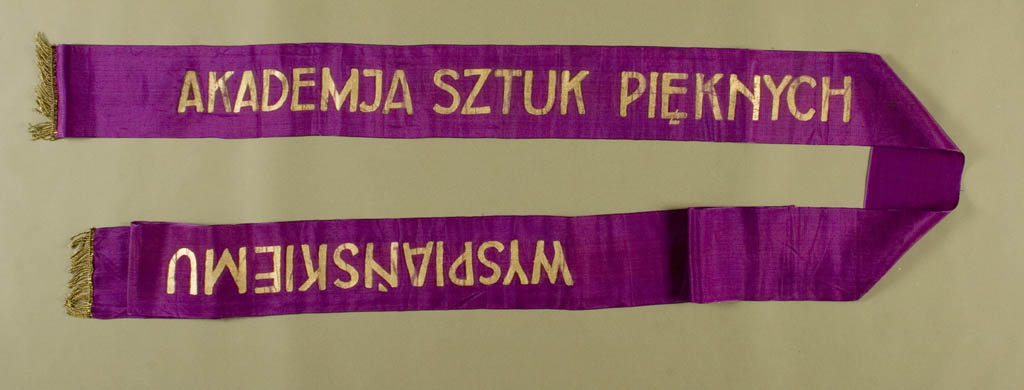 AKADEMJA SZTUK PIĘKNYCH
WYSPIAŃSKIEMU